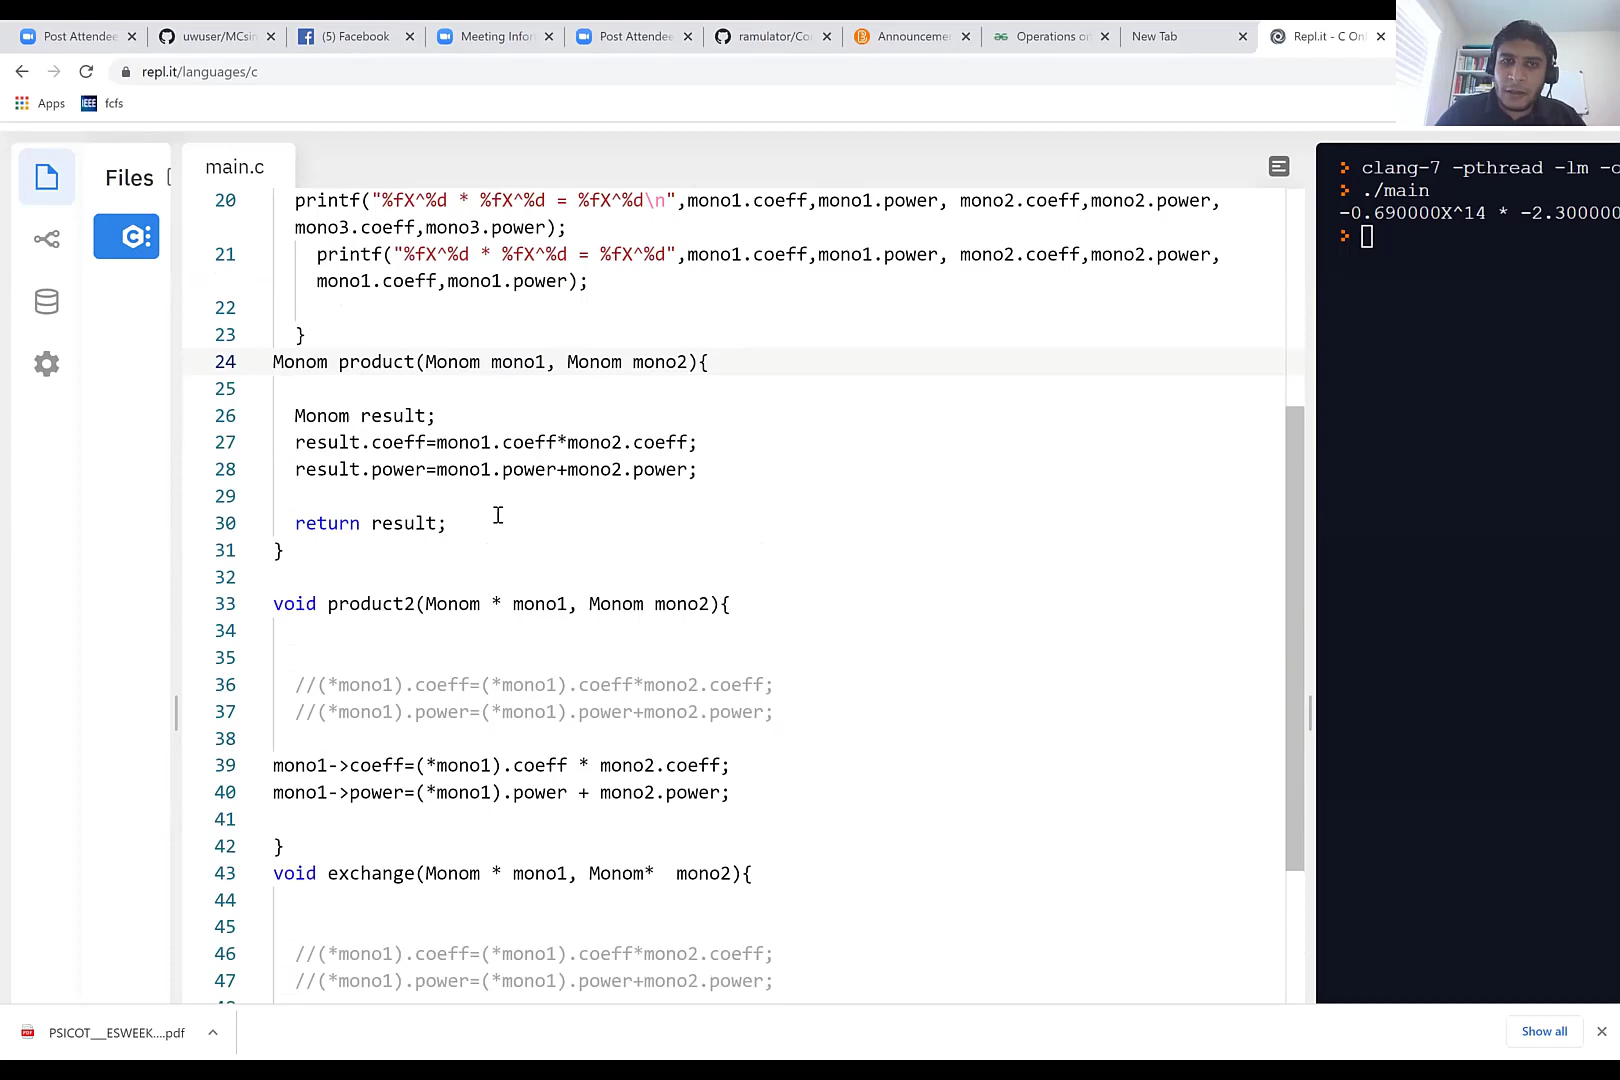 Post Attendee
uwuser/MCsin
(5) Facebook
Meeting Infor
Post Attendee
ramulator/Co
Announceme
Operations on
New Tab
Repl.it - C Onl
repl.it/languages/c
Apps
IEEE fcfs
Files
main.c
20 printf("%fX^%d * %fX^%d = %fX^%d\n",mono1.coeff,mono1.power, mono2.coeff,mono2.power,
mono3.coeff,mono3.power);
21 printf("%fX^%d * %fX^%d = %fX^%d",mono1.coeff,mono1.power, mono2.coeff,mono2.power,
mono1.coeff,mono1.power);
22
23 }
24 Monom product(Monom mono1, Monom mono2){
25
26 Monom result;
27 result.coeff=mono1.coeff*mono2.coeff;
28 result.power=mono1.power+mono2.power;
29
30 return result;
31 }
32
33 void product2(Monom * mono1, Monom mono2){
34
35
36 //(*mono1).coeff=(*mono1).coeff*mono2.coeff;
37 //(*mono1).power=(*mono1).power+mono2.power;
38
39 mono1->coeff=(*mono1).coeff * mono2.coeff;
40 mono1->power=(*mono1).power + mono2.power;
41
42 }
43 void exchange(Monom * mono1, Monom*  mono2){
44
45
46 //(*mono1).coeff=(*mono1).coeff*mono2.coeff;
47 //(*mono1).power=(*mono1).power+mono2.power;
clang-7 -pthread -lm -o
./main
-0.690000X^14 * -2.300000
PSICOT__ESWEEK....pdf
Show all